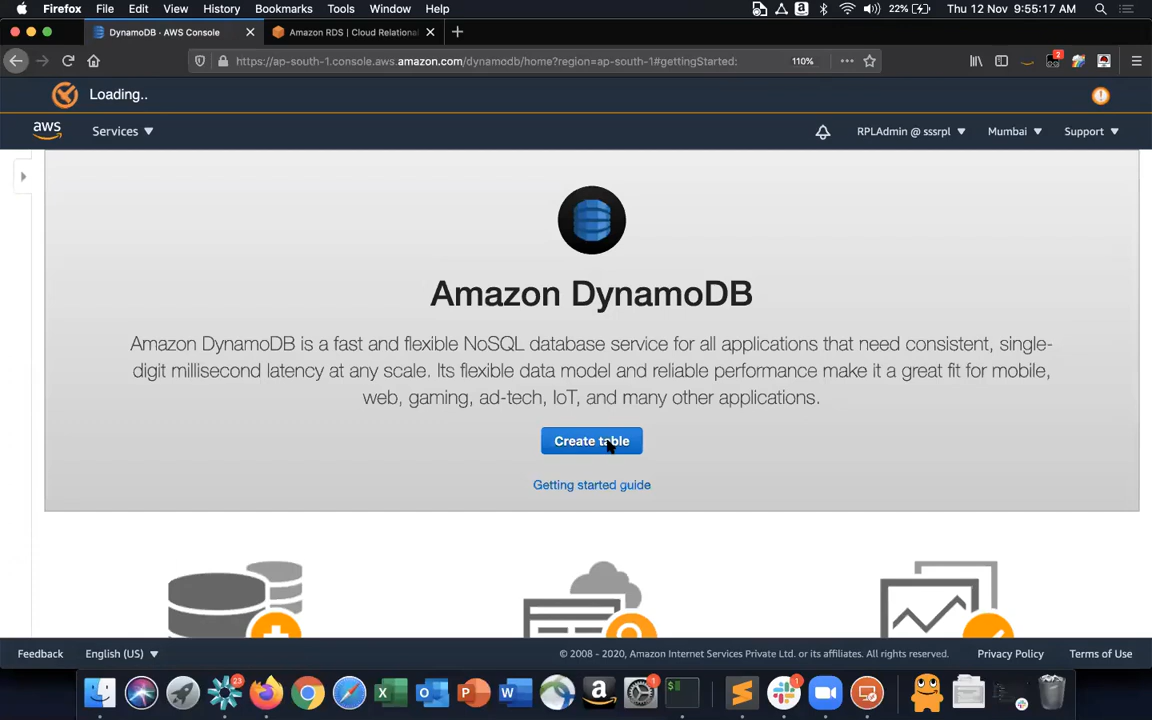 Firefox File Edit View History Bookmarks Tools Window Help 22% Thu 12 Nov 9:55:17 AM
DynamoDB · AWS Console Amazon RDS | Cloud Relational
https://ap-south-1.console.aws.amazon.com/dynamodb/home?region=ap-south-1#gettingStarted: 110% 2
Loading..
aws Services RPLAdmin @ sssrpl Mumbai Support
Amazon DynamoDB
Amazon DynamoDB is a fast and flexible NoSQL database service for all applications that need consistent, single-
digit millisecond latency at any scale. Its flexible data model and reliable performance make it a great fit for mobile,
web, gaming, ad-tech, IoT, and many other applications.
Create table
Getting started guide
Feedback English (US) © 2008 - 2020, Amazon Internet Services Private Ltd. or its affiliates. All rights reserved. Privacy Policy Terms of Use
23 1 1